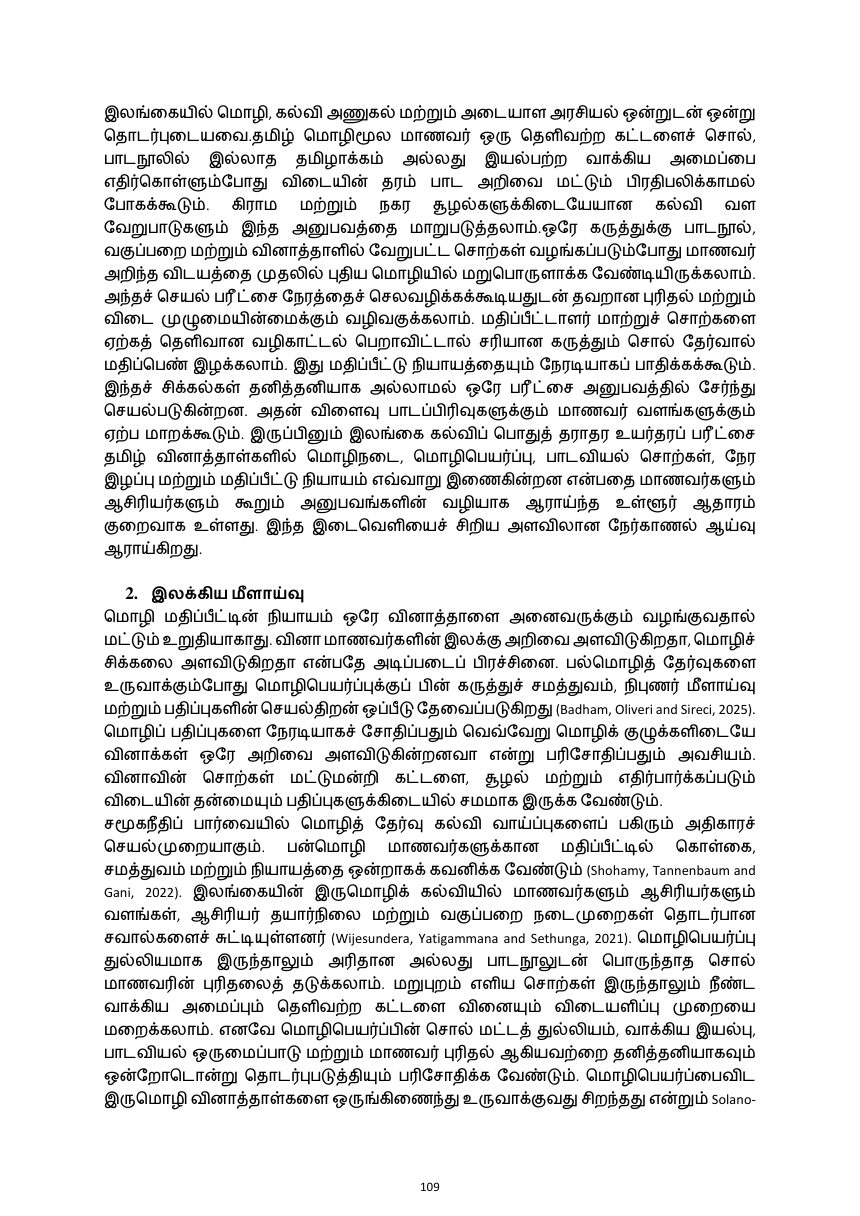 இலங்கையில் மொழி, கல்வி அணுகல் மற்றும் அடையாள அரசியல் ஒன்றுடன் ஒன்று
தொடர்புடையவை.தமிழ் மொழிமூல மாணவர் ஒரு தெளிவற்ற கட்டளைச் சொல்,
பாடநூலில் இல்லாத தமிழாக்கம் அல்லது இயல்பற்ற வாக்கிய அமைப்பை
எதிர்கொள்ளும்போது விடையின் தரம் பாட அறிவை மட்டும் பிரதிபலிக்காமல்
போகக்கூடும். கிராம மற்றும் நகர சூழல்களுக்கிடையேயான கல்வி வள
வேறுபாடுகளும் இந்த அனுபவத்தை மாறுபடுத்தலாம்.ஒரே கருத்துக்கு பாடநூல்,
வகுப்பறை மற்றும் வினாத்தாளில் வேறுபட்ட சொற்கள் வழங்கப்படும்போது மாணவர்
அறிந்த விடயத்தை முதலில் புதிய மொழியில் மறுபொருளாக்க வேண்டியிருக்கலாம்.
அந்தச் செயல் பரீட்சை நேரத்தைச் செலவழிக்கக்கூடியதுடன் தவறான புரிதல் மற்றும்
விடை முழுமையின்மைக்கும் வழிவகுக்கலாம். மதிப்பீட்டாளர் மாற்றுச் சொற்களை
ஏற்கத் தெளிவான வழிகாட்டல் பெறாவிட்டால் சரியான கருத்தும் சொல் தேர்வால்
மதிப்பெண் இழக்கலாம். இது மதிப்பீட்டு நியாயத்தையும் நேரடியாகப் பாதிக்கக்கூடும்.
இந்தச் சிக்கல்கள் தனித்தனியாக அல்லாமல் ஒரே பரீட்சை அனுபவத்தில் சேர்ந்து
செயல்படுகின்றன. அதன் விளைவு பாடப்பிரிவுகளுக்கும் மாணவர் வளங்களுக்கும்
ஏற்ப மாறக்கூடும். இருப்பினும் இலங்கை கல்விப் பொதுத் தராதர உயர்தரப் பரீட்சை
தமிழ் வினாத்தாள்களில் மொழிநடை, மொழிபெயர்ப்பு, பாடவியல் சொற்கள், நேர
இழப்பு மற்றும் மதிப்பீட்டு நியாயம் எவ்வாறு இணைகின்றன என்பதை மாணவர்களும்
ஆசிரியர்களும் கூறும் அனுபவங்களின் வழியாக ஆராய்ந்த உள்ளூர் ஆதாரம்
குறைவாக உள்ளது. இந்த இடைவெளியைச் சிறிய அளவிலான நேர்காணல் ஆய்வு
ஆராய்கிறது.
2. இலக்கிய மீளாய்வு
மொழி மதிப்பீட்டின் நியாயம் ஒரே வினாத்தாளை அனைவருக்கும் வழங்குவதால்
மட்டும் உறுதியாகாது. வினா மாணவர்களின் இலக்கு அறிவை அளவிடுகிறதா, மொழிச்
சிக்கலை அளவிடுகிறதா என்பதே அடிப்படைப் பிரச்சினை. பல்மொழித் தேர்வுகளை
உருவாக்கும்போது மொழிபெயர்ப்புக்குப் பின் கருத்துச் சமத்துவம், நிபுணர் மீளாய்வு
மற்றும் பதிப்புகளின் செயல்திறன் ஒப்பீடு தேவைப்படுகிறது (Badham, Oliveri and Sireci, 2025).
மொழிப் பதிப்புகளை நேரடியாகச் சோதிப்பதும் வெவ்வேறு மொழிக் குழுக்களிடையே
வினாக்கள் ஒரே அறிவை அளவிடுகின்றனவா என்று பரிசோதிப்பதும் அவசியம்.
வினாவின் சொற்கள் மட்டுமன்றி கட்டளை, சூழல் மற்றும் எதிர்பார்க்கப்படும்
விடையின் தன்மையும் பதிப்புகளுக்கிடையில் சமமாக இருக்க வேண்டும்.
சமூகநீதிப் பார்வையில் மொழித் தேர்வு கல்வி வாய்ப்புகளைப் பகிரும் அதிகாரச்
செயல்முறையாகும். பன்மொழி மாணவர்களுக்கான மதிப்பீட்டில் கொள்கை,
சமத்துவம் மற்றும் நியாயத்தை ஒன்றாகக் கவனிக்க வேண்டும் (Shohamy, Tannenbaum and
Gani, 2022). இலங்கையின் இருமொழிக் கல்வியில் மாணவர்களும் ஆசிரியர்களும்
வளங்கள், ஆசிரியர் தயார்நிலை மற்றும் வகுப்பறை நடைமுறைகள் தொடர்பான
சவால்களைச் சுட்டியுள்ளனர் (Wijesundera, Yatigammana and Sethunga, 2021). மொழிபெயர்ப்பு
துல்லியமாக இருந்தாலும் அரிதான அல்லது பாடநூலுடன் பொருந்தாத சொல்
மாணவரின் புரிதலைத் தடுக்கலாம். மறுபுறம் எளிய சொற்கள் இருந்தாலும் நீண்ட
வாக்கிய அமைப்பும் தெளிவற்ற கட்டளை வினையும் விடையளிப்பு முறையை
மறைக்கலாம். எனவே மொழிபெயர்ப்பின் சொல் மட்டத் துல்லியம், வாக்கிய இயல்பு,
பாடவியல் ஒருமைப்பாடு மற்றும் மாணவர் புரிதல் ஆகியவற்றை தனித்தனியாகவும்
ஒன்றோடொன்று தொடர்புபடுத்தியும் பரிசோதிக்க வேண்டும். மொழிபெயர்ப்பைவிட
இருமொழி வினாத்தாள்களை ஒருங்கிணைந்து உருவாக்குவது சிறந்தது என்றும் Solano-
109